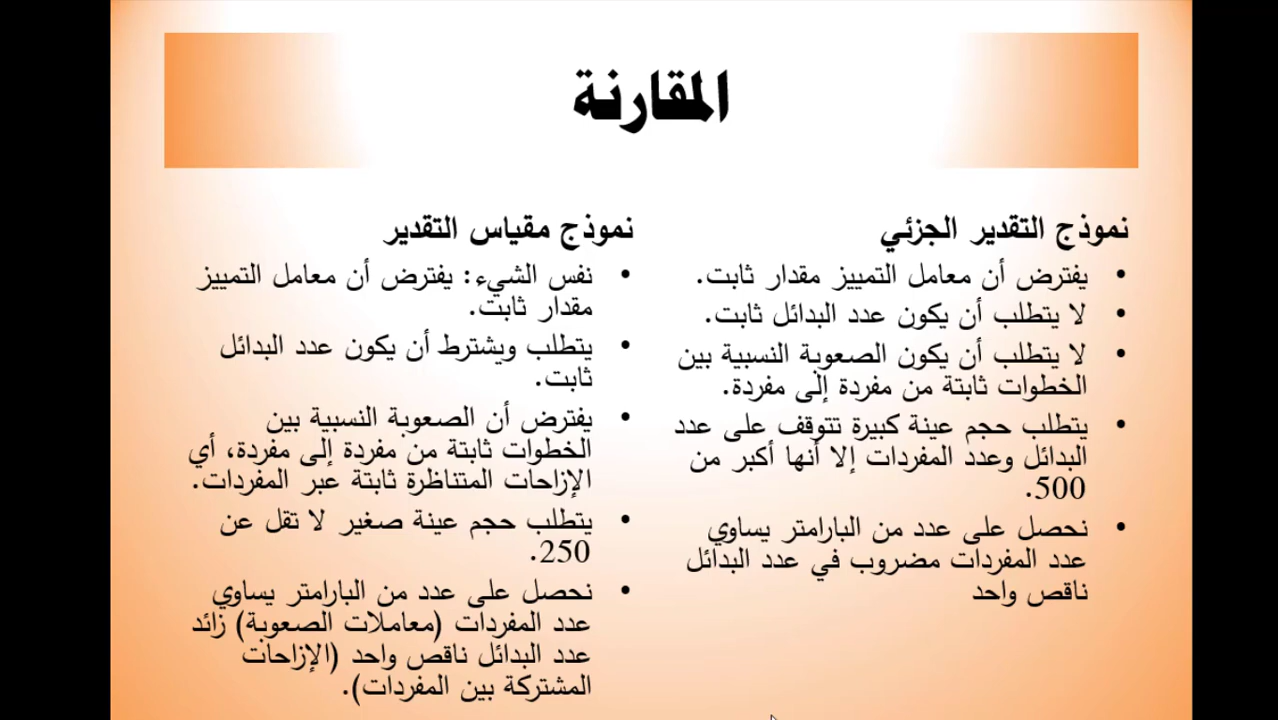 المقارنة
نموذج التقدير الجزئي
• يفترض أن معامل التمييز مقدار ثابت.
• لا يتطلب أن يكون عدد البدائل ثابت.
• لا يتطلب أن يكون الصعوبة النسبية بين
الخطوات ثابتة من مفردة إلى مفردة.
• يتطلب حجم عينة كبيرة تتوقف على عدد
البدائل وعدد المفردات إلا أنها أكبر من
500.
• نحصل على عدد من البارامتر يساوي
عدد المفردات مضروب في عدد البدائل
ناقص واحد
نموذج مقياس التقدير
• نفس الشيء: يفترض أن معامل التمييز
مقدار ثابت.
• يتطلب ويشترط أن يكون عدد البدائل
ثابت.
• يفترض أن الصعوبة النسبية بين
الخطوات ثابتة من مفردة إلى مفردة، أي
الإزاحات المتناظرة ثابتة عبر المفردات.
• يتطلب حجم عينة صغير لا تقل عن
250.
• نحصل على عدد من البارامتر يساوي
عدد المفردات (معاملات الصعوبة) زائد
عدد البدائل ناقص واحد (الإزاحات
المشتركة بين المفردات).